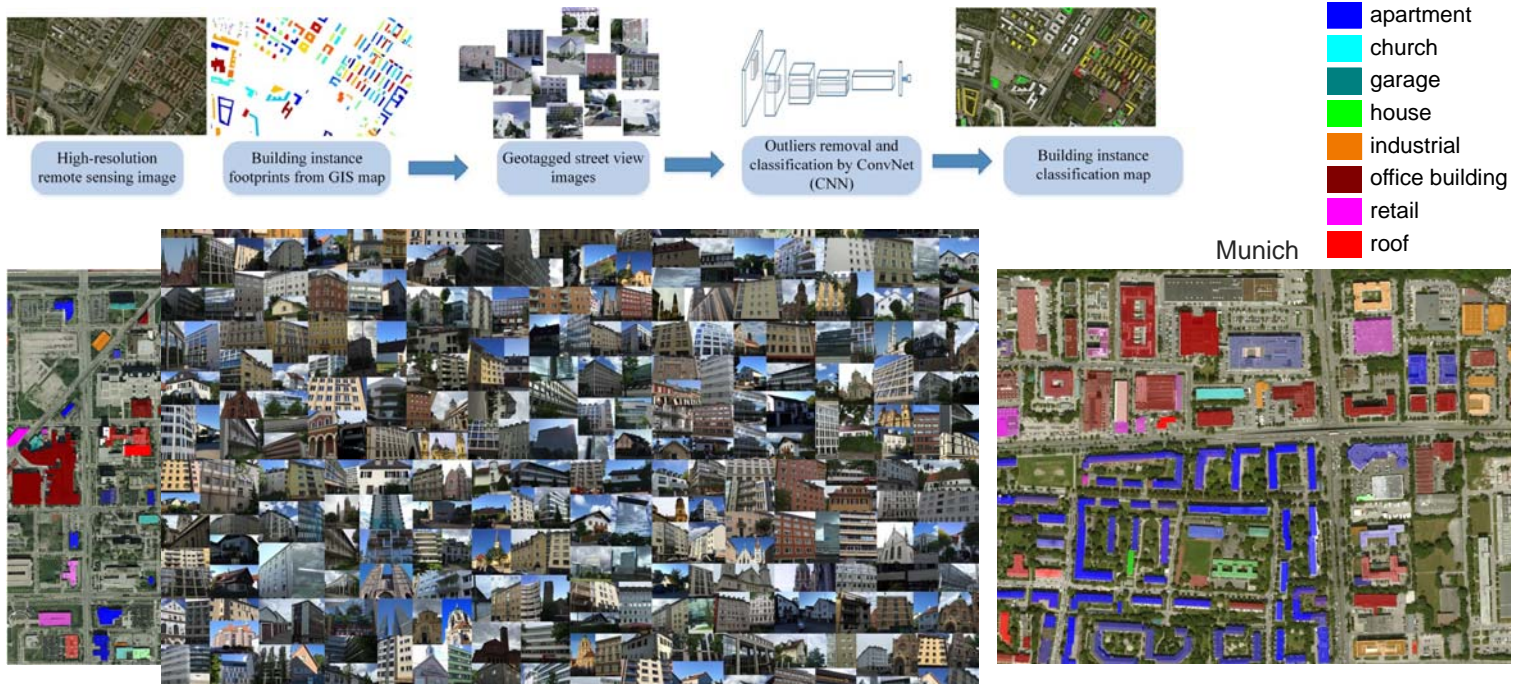 High-resolution
remote sensing image
Building instance
footprints from GIS map
Geotagged street view
images
Outliers removal and
classification by ConvNet
(CNN)
Building instance
classification map
apartment
church
garage
house
industrial
office building
retail
roof
Munich